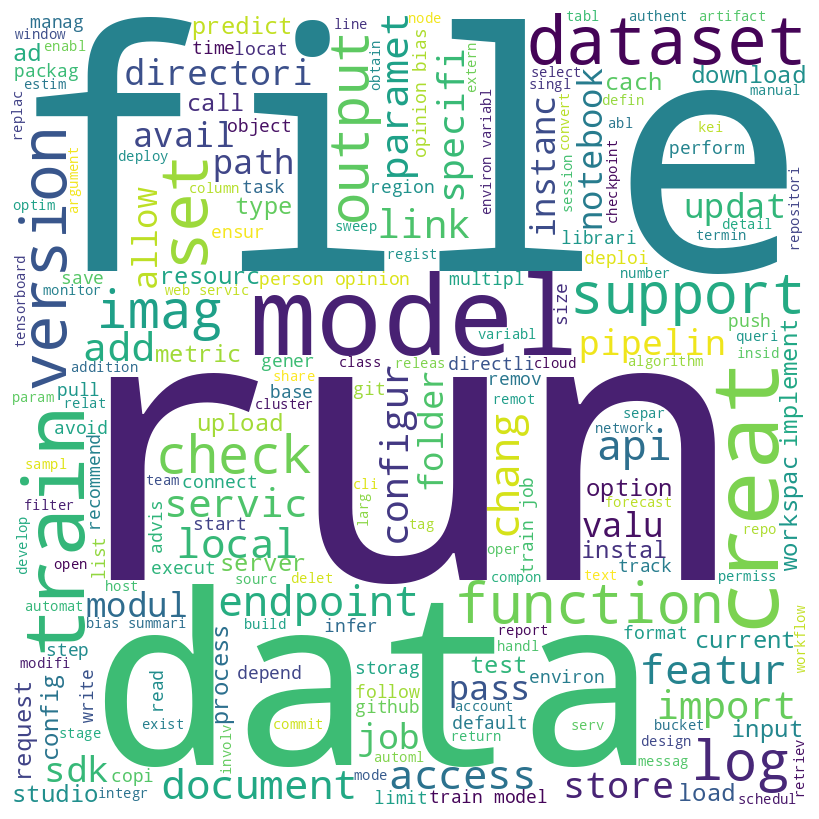 manag
window
enabl
ad
packag
estim
replac
file
line
node
predict
time
locat
directori
call
avail
object
path
deploy
column
task
argument
optim
version
set
allow
type
ensur
output
obtain
opinion bias
paramet
extern
specifi
region
sweep
link
environ variabl
regist
tabl
authent
artifact
dataset
select
singl
cach
download
defin
manual
instanc
session
convert
notebook
abl
checkpoint
kei
perform
updat
detail
termin
repositori
librari
deploi
number
tensorboard
save
monitor
resourc
web servic
person opinion
multipl
imag
model
size
variabl
support
push
queri
insid
add
metric
gener
class
releas
directli
cloud
pipelin
algorithm
addition
param
pull
relat
share
base
cluster
git
remov
remot
separ
network
avoid
upload
run
configur
folder
chang
api
creat
workspac implement
train
sampl
recommend
check
connect
option
forecast
repo
filter
team
cli
larg
tag
train job
valu
servic
advis
start
develop
open
list
local
server
oper
instal
execut
sourc
delet
compon
text
track
host
permiss
automat
modul
endpoint
function
bias summari
build
infer
report
handl
format
current
workflow
step
modifi
data
process
depend
storag
test
environ
featur
request
config
write
read
follow
github
pass
account
default
import
stage
exist
commit
job
return
serv
bucket
input
design
involv
automl
log
retriev
sdk
copi
messag
studio
integr
document
mode
access
store
load
limit
train model
schedul